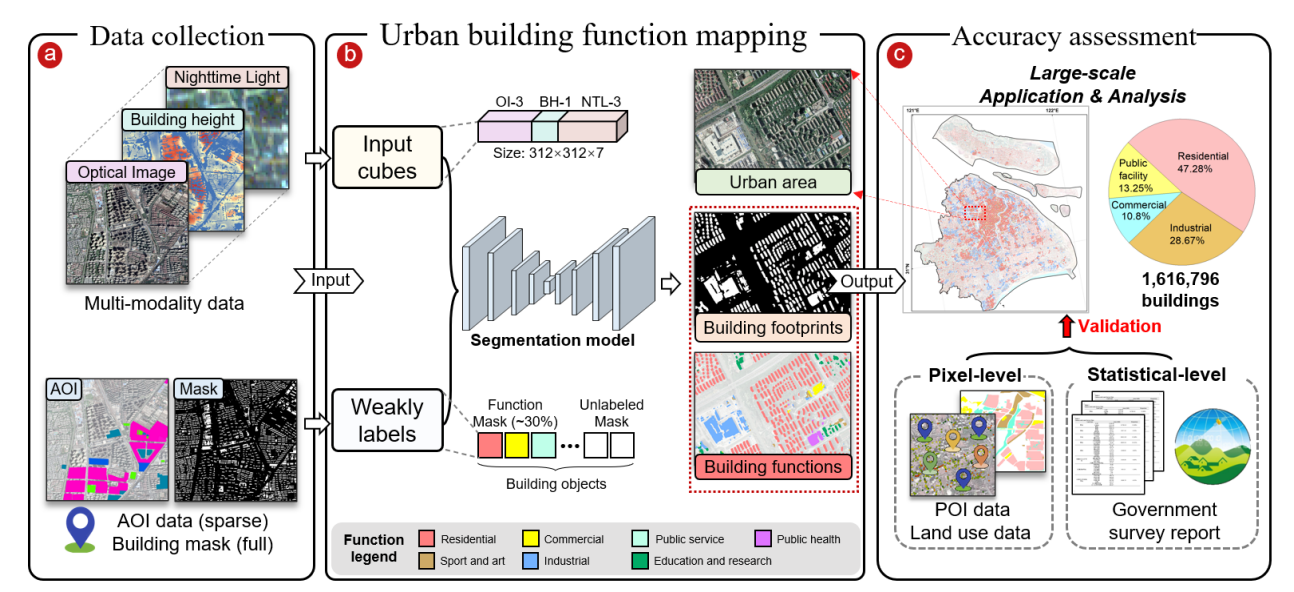 a
Data collection
Nighttime Light
Building height
Optical Image
Multi-modality data
Input
AOI
Mask
AOI data (sparse)
Building mask (full)
b
Urban building function mapping
Input
cubes
OI-3 BH-1 NTL-3
Size: 312×312×7
Segmentation model
Weakly
labels
Function
Mask (~30%)
Unlabeled
Mask
Building objects
Urban area
Building footprints
Building functions
Output
Function
legend
Residential
Commercial
Public service
Public health
Sport and art
Industrial
Education and research
c
Accuracy assessment
Large-scale
Application & Analysis
121°E
122°E
31°N
Residential
47.28%
Public
facility
13.25%
Commercial
10.8%
Industrial
28.67%
1,616,796
buildings
Validation
Pixel-level
POI data
Land use data
Statistical-level
Government
survey report